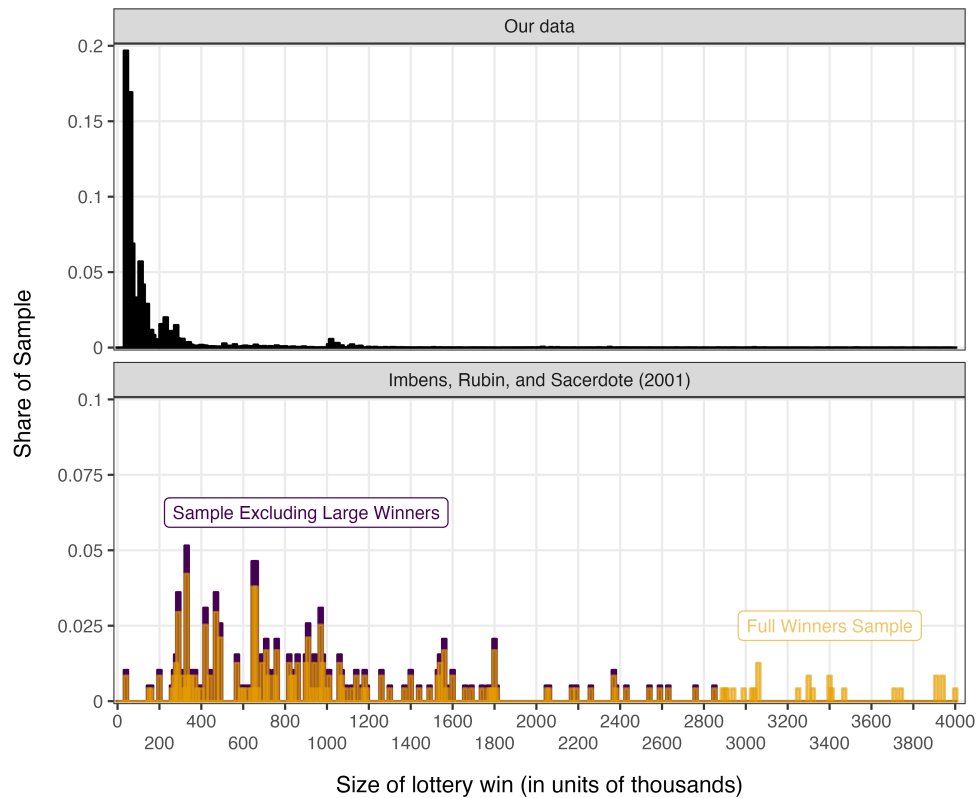 Our data
0.2
0.15
0.1
0.05
0
Share of Sample
Imbens, Rubin, and Sacerdote (2001)
0.1
0.075
0.05
0.025
0
Sample Excluding Large Winners
Full Winners Sample
0 400 800 1000 1200 1600 2000 2400 2800 3000 3200 3600 4000
200 600 1000 1400 1800 2200 2600 3000 3400 3800
Size of lottery win (in units of thousands)